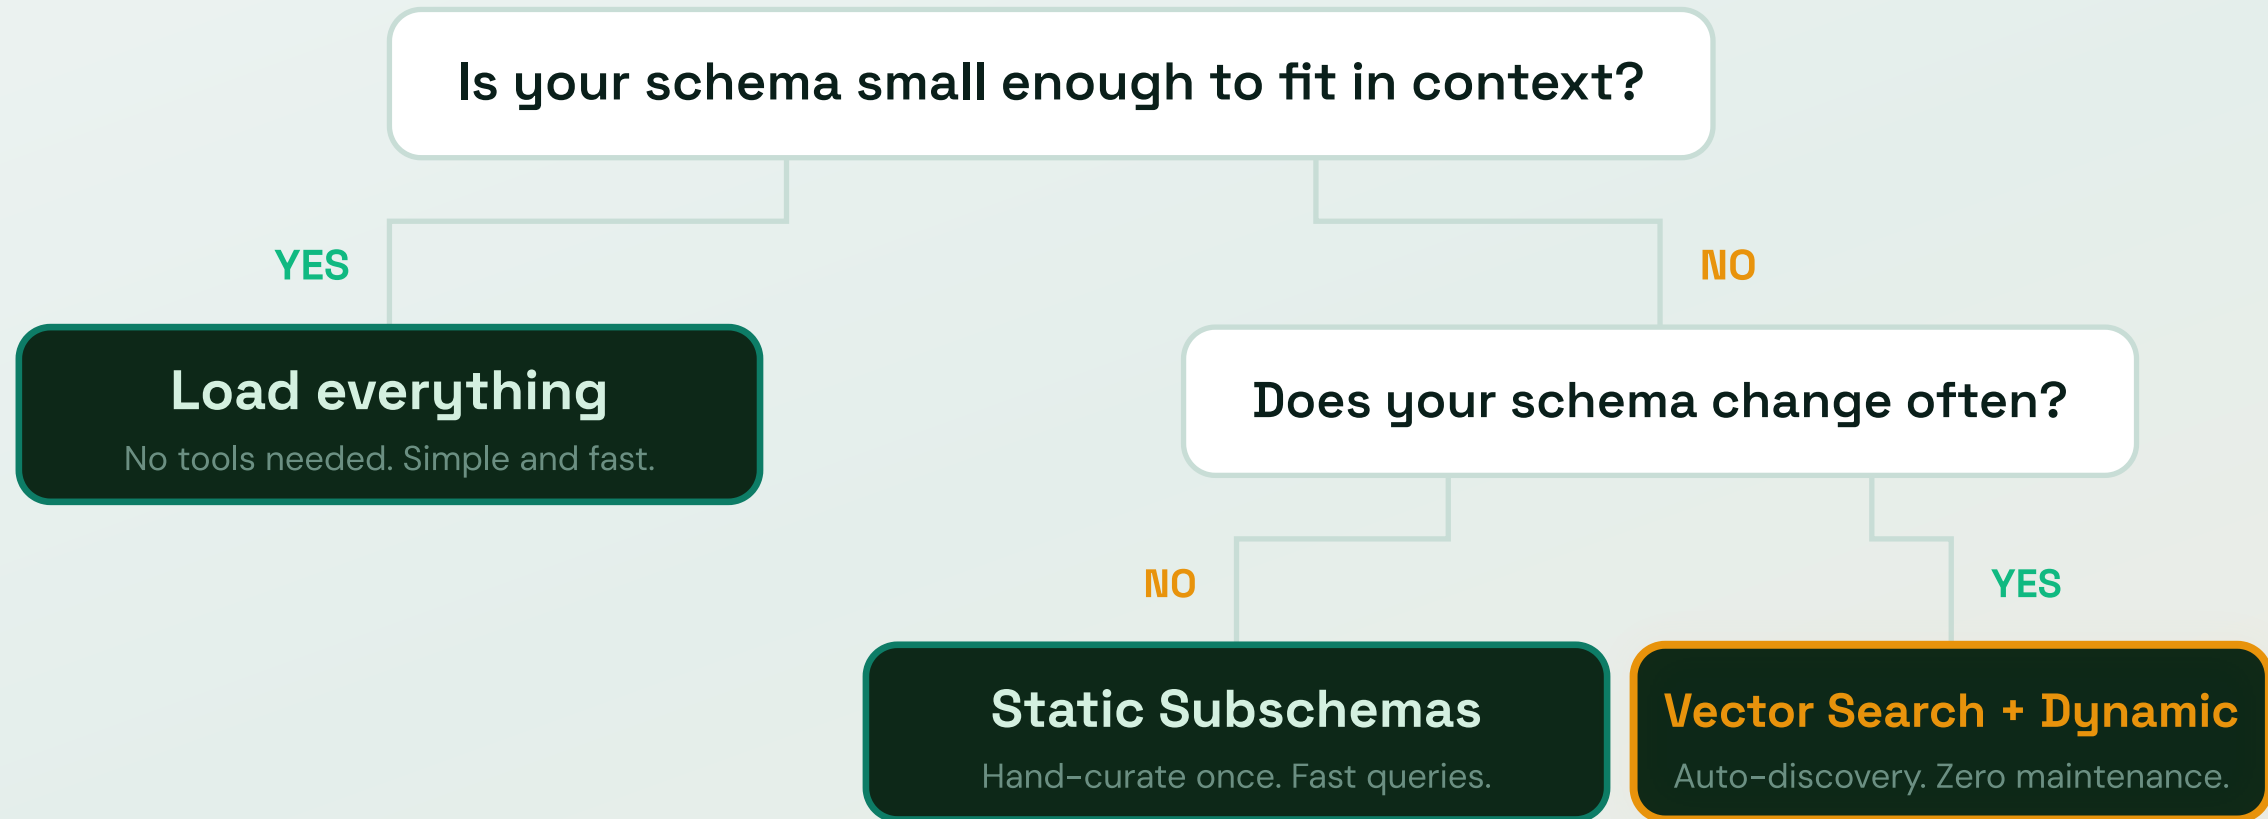 Is your schema small enough to fit in context?
YES
NO
Load everything
No tools needed. Simple and fast.
Does your schema change often?
NO
YES
Static Subschemas
Hand-curate once. Fast queries.
Vector Search + Dynamic
Auto-discovery. Zero maintenance.